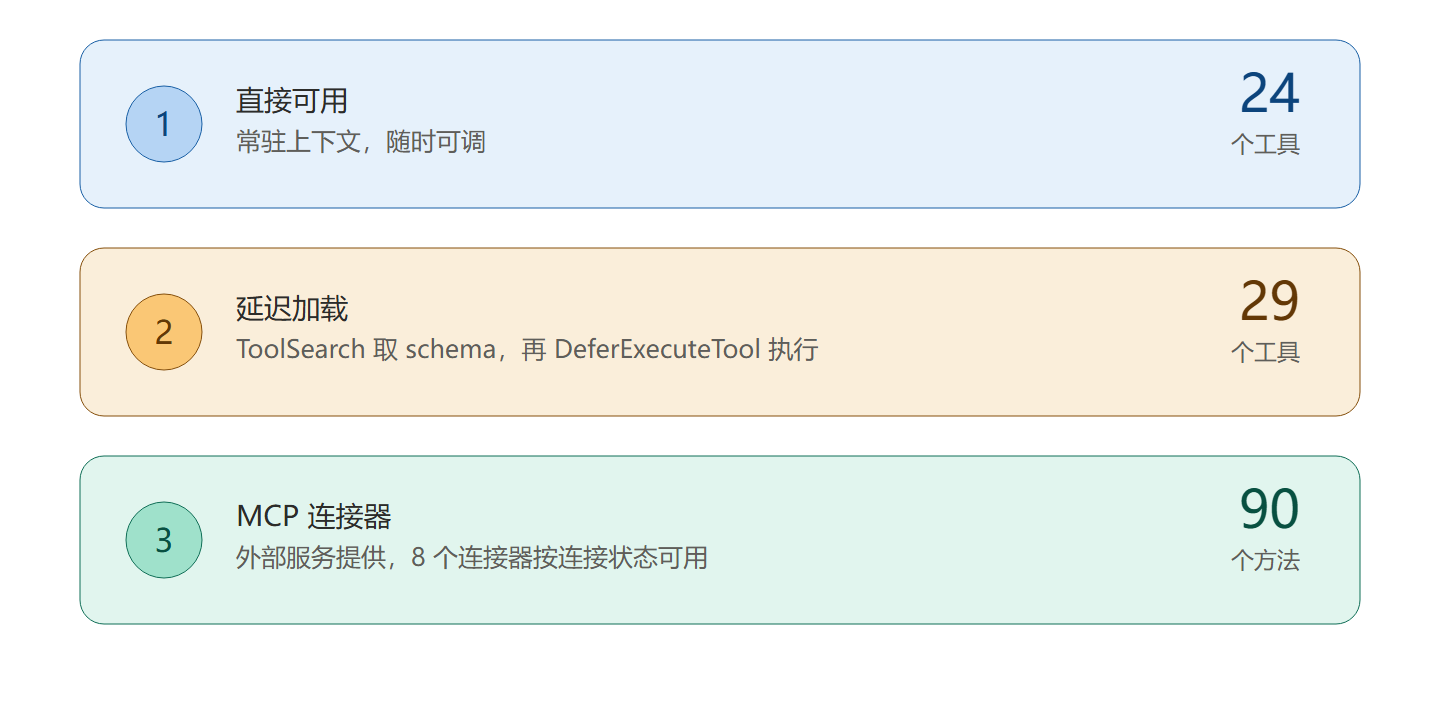 1
直接可用
常驻上下文，随时可调
24
个工具
2
延迟加载
ToolSearch 取 schema，再 DeferExecuteTool 执行
29
个工具
3
MCP 连接器
外部服务提供，8 个连接器按连接状态可用
90
个方法